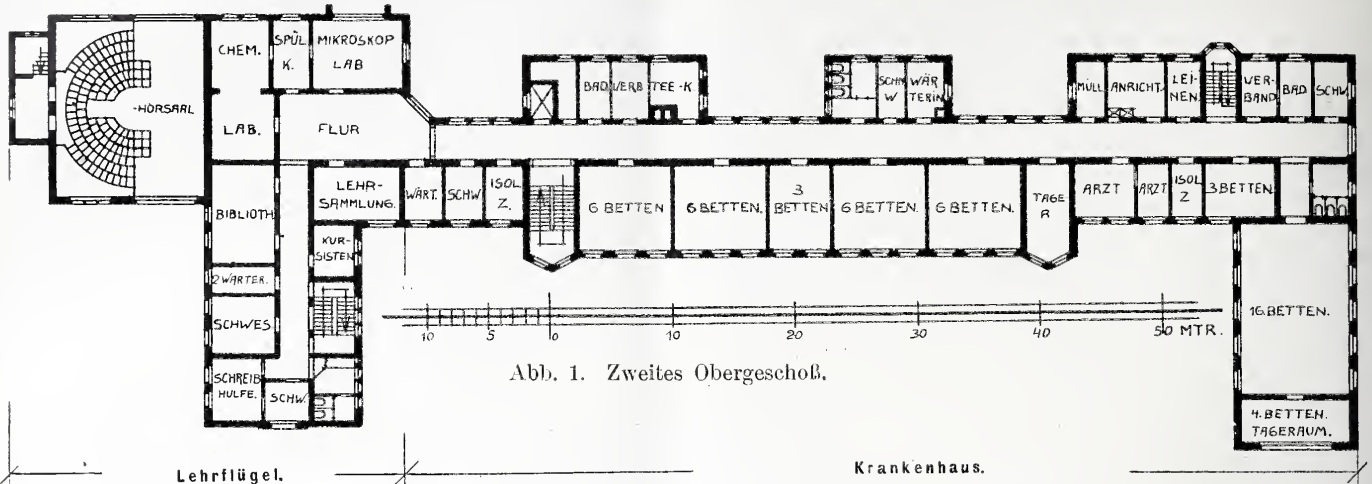 CHEM.
SPÜL
K.
MIKROSKOP
LAB
HÖRSAAL
LAB.
FLUR
BAD
VERB
TEE-K
SCHN
W
WÄR
TERIN
MÜLL
ANRICHT.
LEI-
NEN.
VER-
BAND
BAD
SCHW.
BIBLIOTH
LEHR-
SAMMLUNG.
WÄRT.
SCHW
ISOL
Z.
6 BETTEN
6 BETTEN.
3
BETTEN
6 BETTEN.
6 BETTEN.
TAGE
R
ARZT
ARZT
ISOL
Z
3 BETTEN
KUR-
SISTEN
2 WÄRTER.
SCHWES
SCHREIB
HÜLFE.
SCHW.
16 BETTEN.
4. BETTEN.
TAGERAUM.
10 5 0 10 20 30 40 50 MTR.
Abb. 1. Zweites Obergeschoß.
Lehrflügel. Krankenhaus.